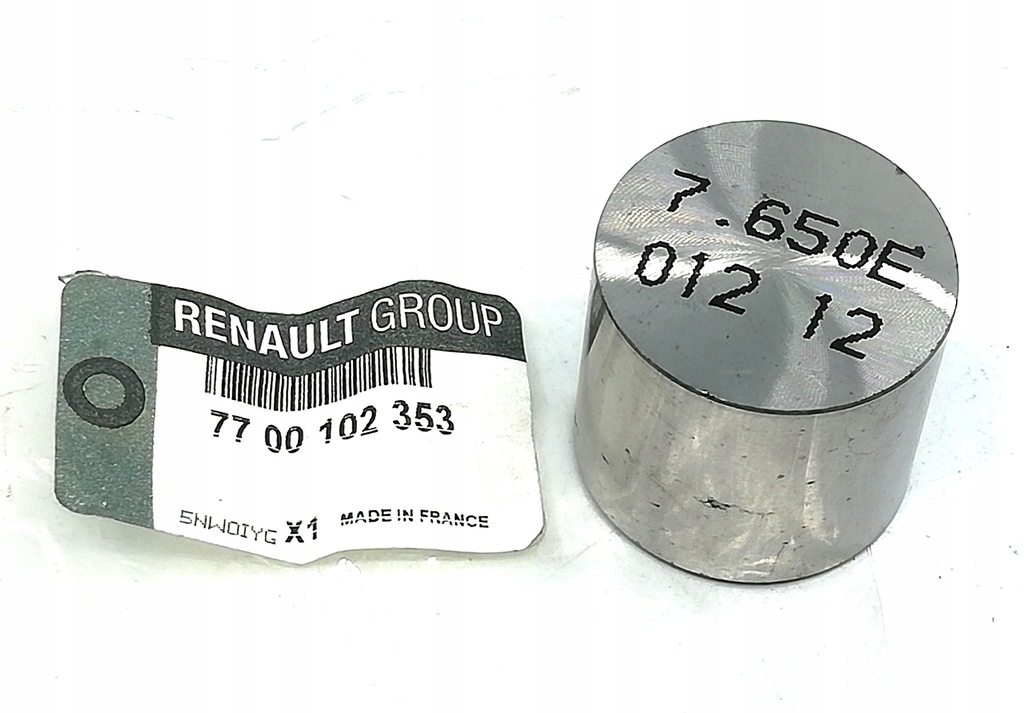 RENAULT GROUP
77 00 102 353
5NWOIYG X1 MADE IN FRANCE
7.650E
012 12